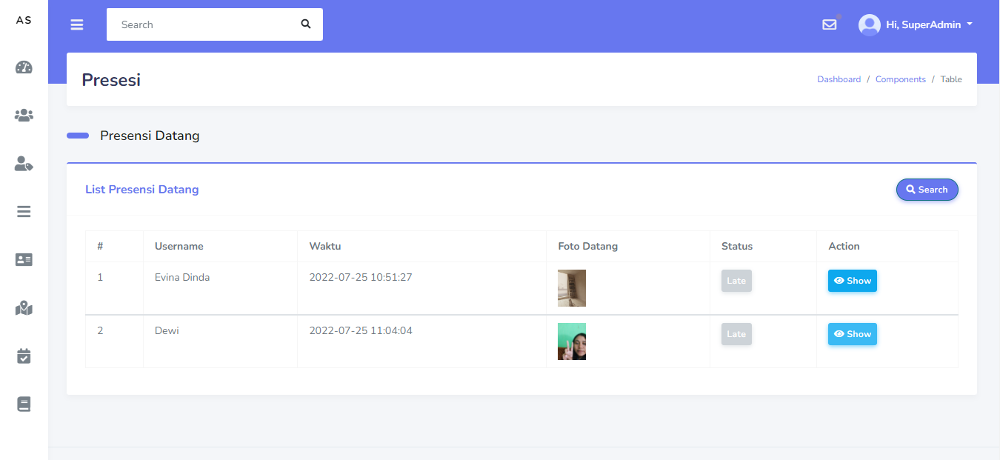 AS
Search
Hi, SuperAdmin
Presesi
Dashboard / Components / Table
Presensi Datang
List Presensi Datang
Search
# Username Waktu Foto Datang Status Action
1 Evina Dinda 2022-07-25 10:51:27 Late Show
2 Dewi 2022-07-25 11:04:04 Late Show